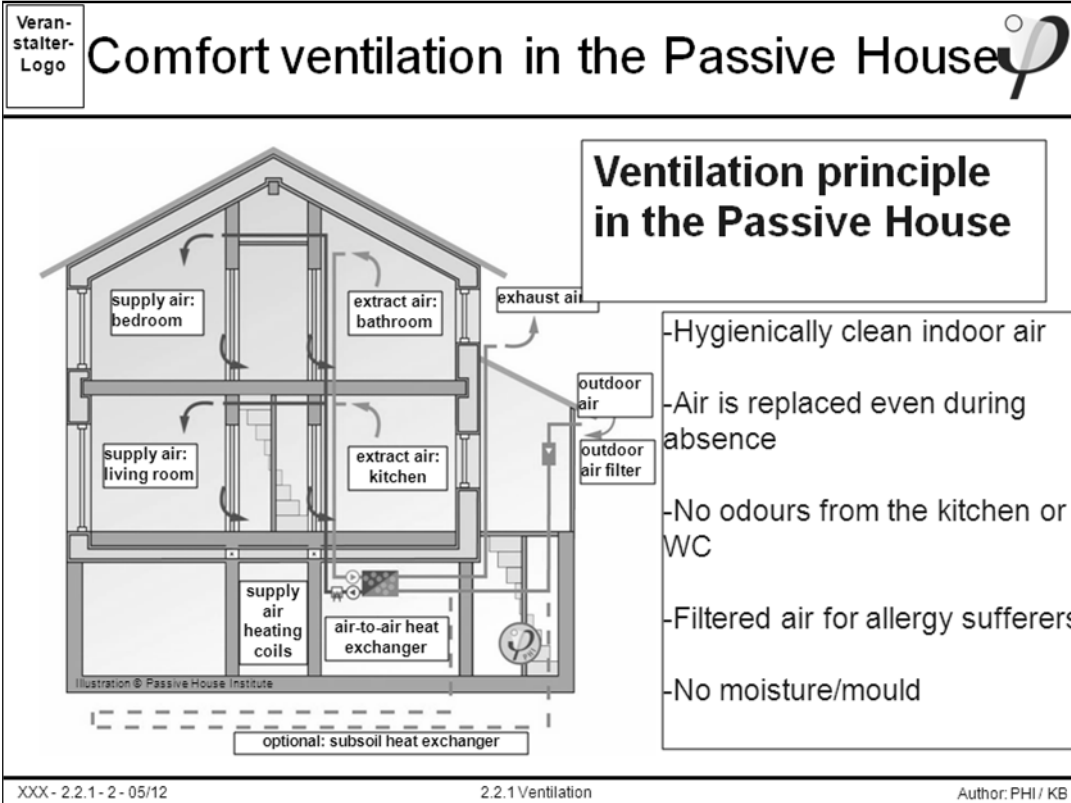 Veran-
stalter-
Logo
Comfort ventilation in the Passive House
Ventilation principle
in the Passive House
supply air:
bedroom
extract air:
bathroom
exhaust air
outdoor
air
outdoor
air filter
supply air:
living room
extract air:
kitchen
supply
air
heating
coils
air-to-air heat
exchanger
PHI
Illustration © Passive House Institute
optional: subsoil heat exchanger
-Hygienically clean indoor air
-Air is replaced even during
absence
-No odours from the kitchen or
WC
-Filtered air for allergy sufferers
-No moisture/mould
XXX - 2.2.1 - 2 - 05/12
2.2.1 Ventilation
Author: PHI / KB